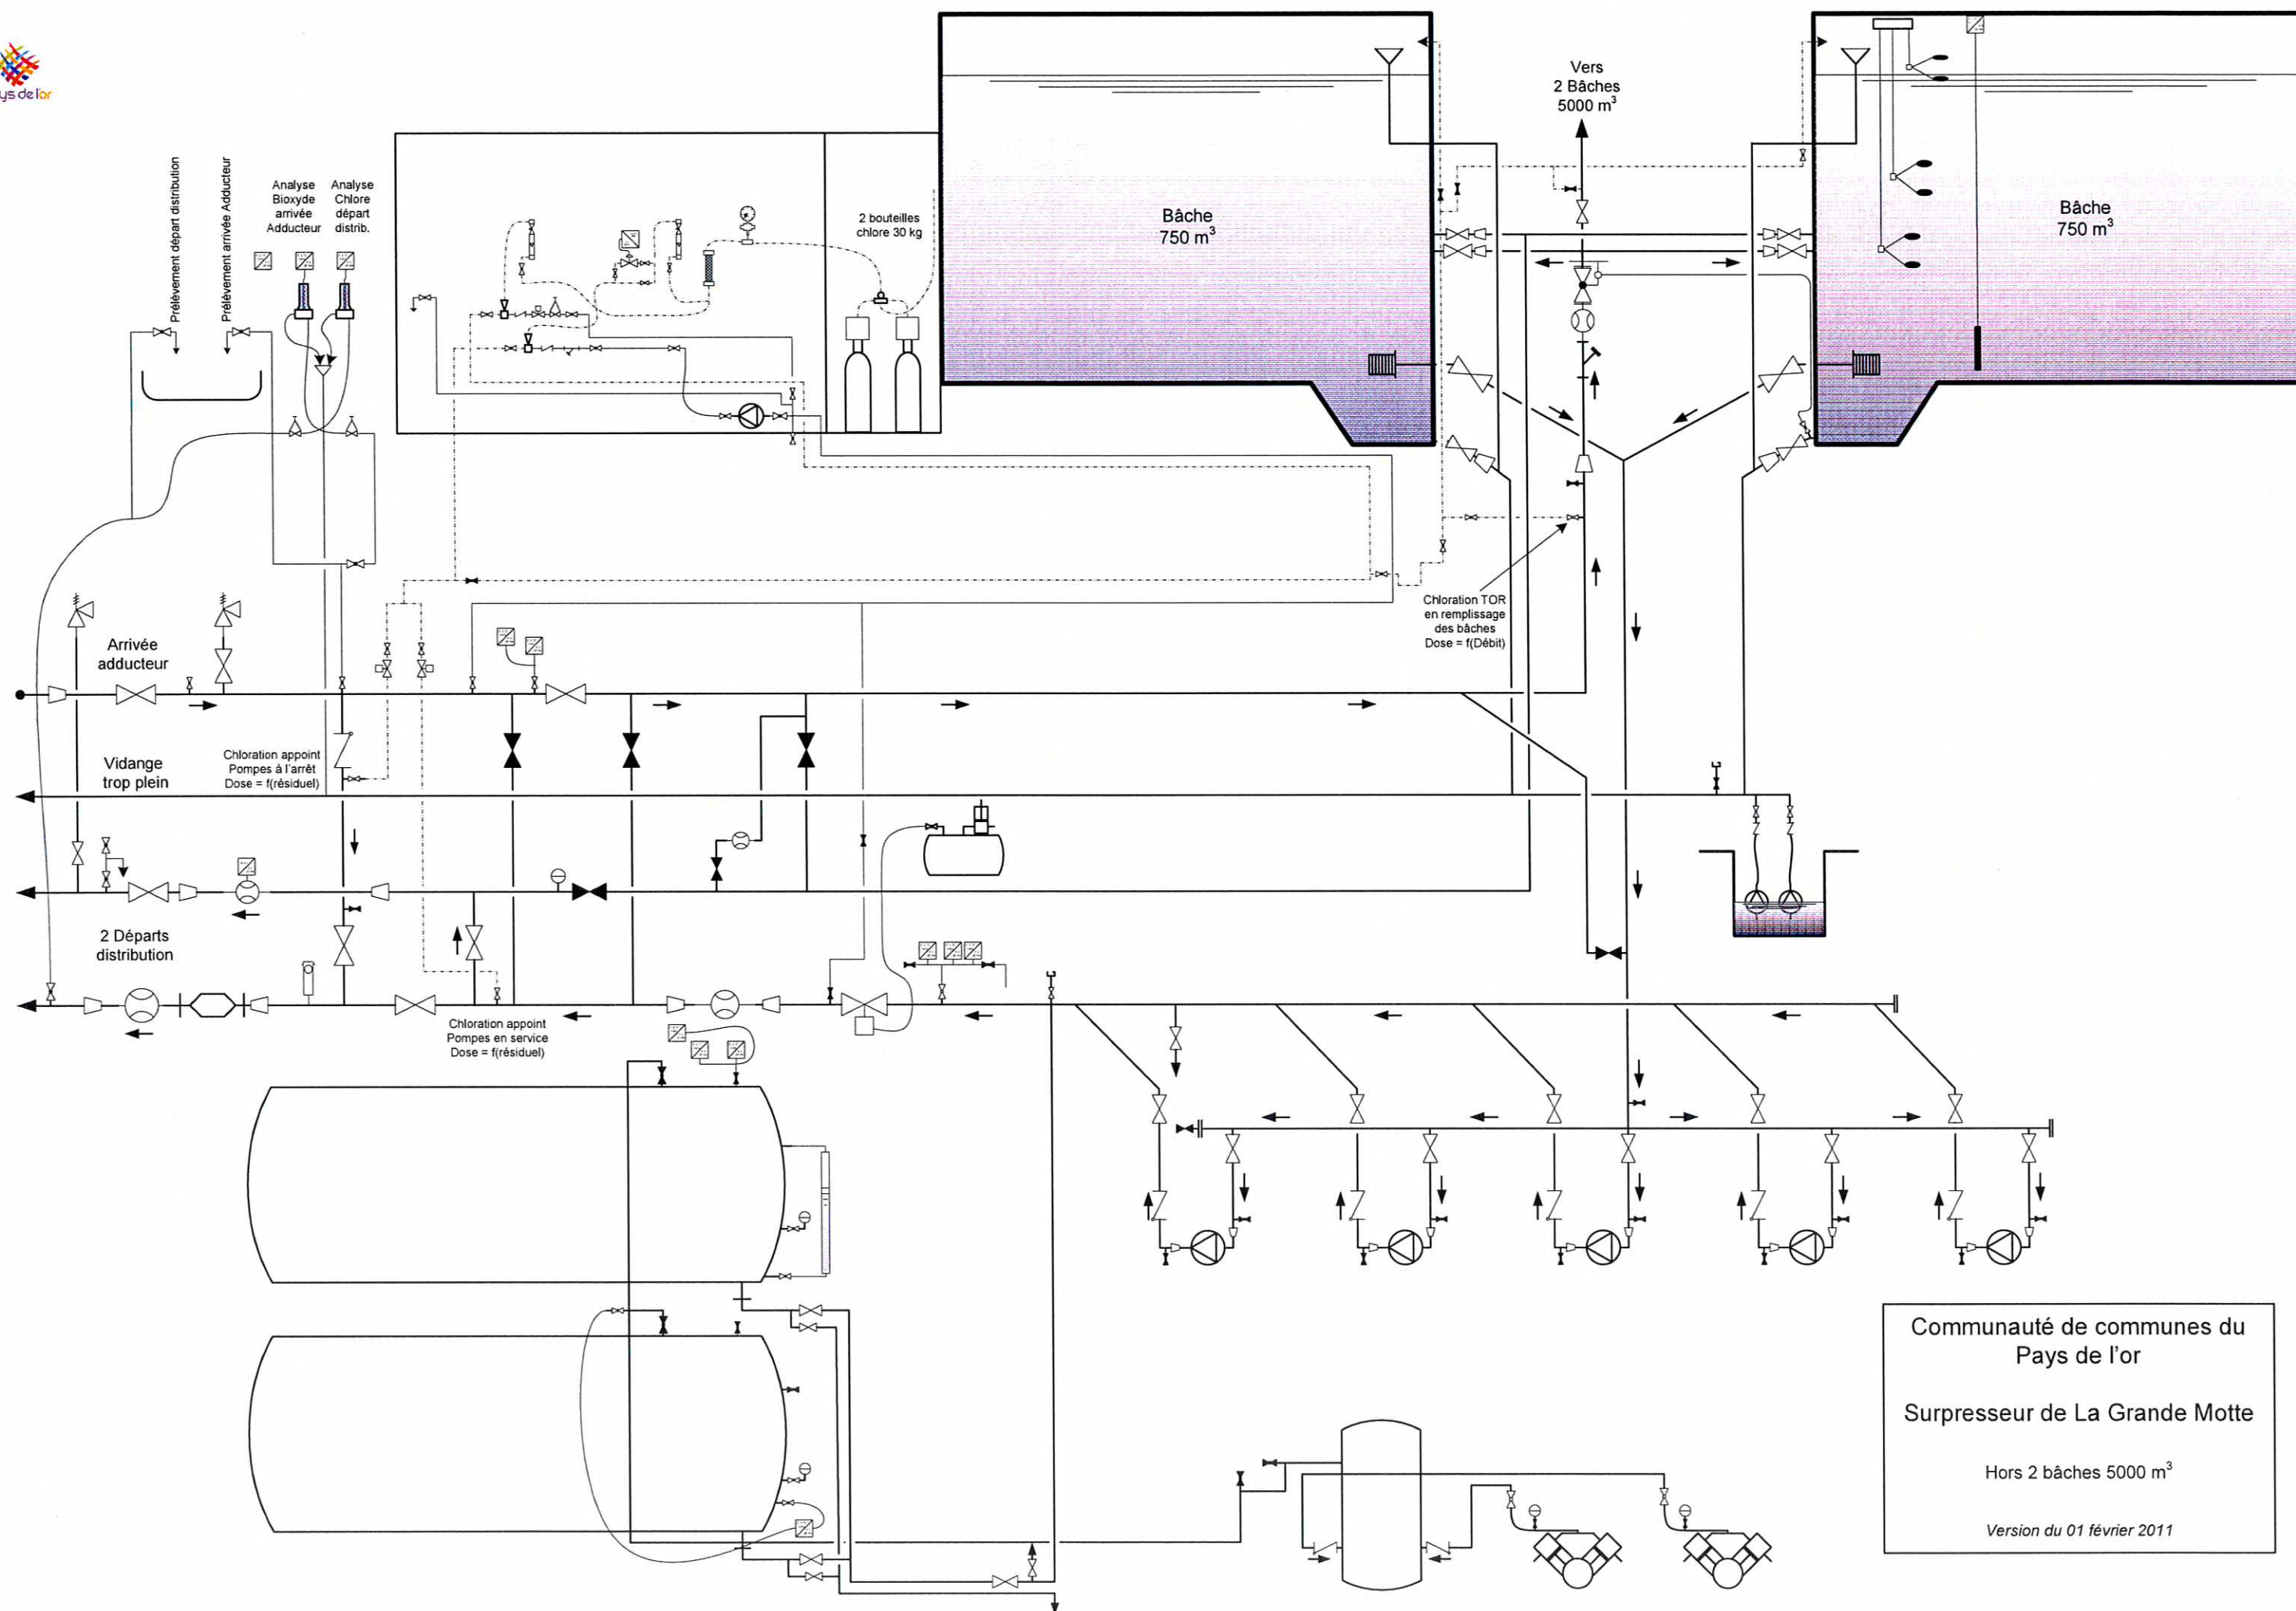 ys de l'or
Prélèvement départ distribution
Prélèvement arrivée Adducteur
Analyse
Bioxyde
arrivée
Adducteur
Analyse
Chlore
départ
distrib.
2 bouteilles
chlore 30 kg
Bâche
750 m³
Vers
2 Bâches
5000 m³
Bâche
750 m³
Chloration TOR
en remplissage
des bâches
Dose = f(Débit)
Arrivée
adducteur
Chloration appoint
Pompes à l'arrêt
Dose = f(résiduel)
Vidange
trop plein
2 Départs
distribution
Chloration appoint
Pompes en service
Dose = f(résiduel)
Communauté de communes du
Pays de l'or
Surpresseur de La Grande Motte
Hors 2 bâches 5000 m³
Version du 01 février 2011